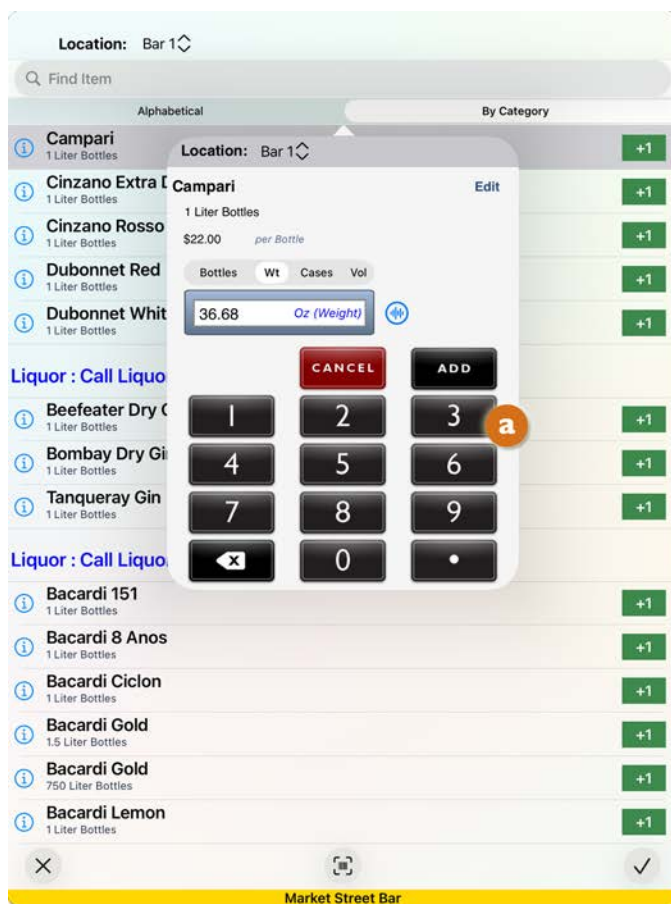 Location: Bar 1
Find Item
Alphabetical By Category
Campari
1 Liter Bottles
+1
Cinzano Extra D
1 Liter Bottles
+1
Cinzano Rosso
1 Liter Bottles
+1
Dubonnet Red
1 Liter Bottles
+1
Dubonnet Whit
1 Liter Bottles
+1
Liquor : Call Liquo
Beefeater Dry G
1 Liter Bottles
+1
Bombay Dry Gi
1 Liter Bottles
+1
Tanqueray Gin
1 Liter Bottles
+1
Liquor : Call Liquo
Bacardi 151
1 Liter Bottles
+1
Bacardi 8 Anos
1 Liter Bottles
+1
Bacardi Ciclon
1 Liter Bottles
+1
Bacardi Gold
1.5 Liter Bottles
+1
Bacardi Gold
750 Liter Bottles
+1
Bacardi Lemon
1 Liter Bottles
+1
Market Street Bar
Location: Bar 1
Campari Edit
1 Liter Bottles
$22.00 per Bottle
Bottles Wt Cases Vol
36.68 Oz (Weight)
CANCEL ADD
1 2 3
a
4 5 6
7 8 9
0 .